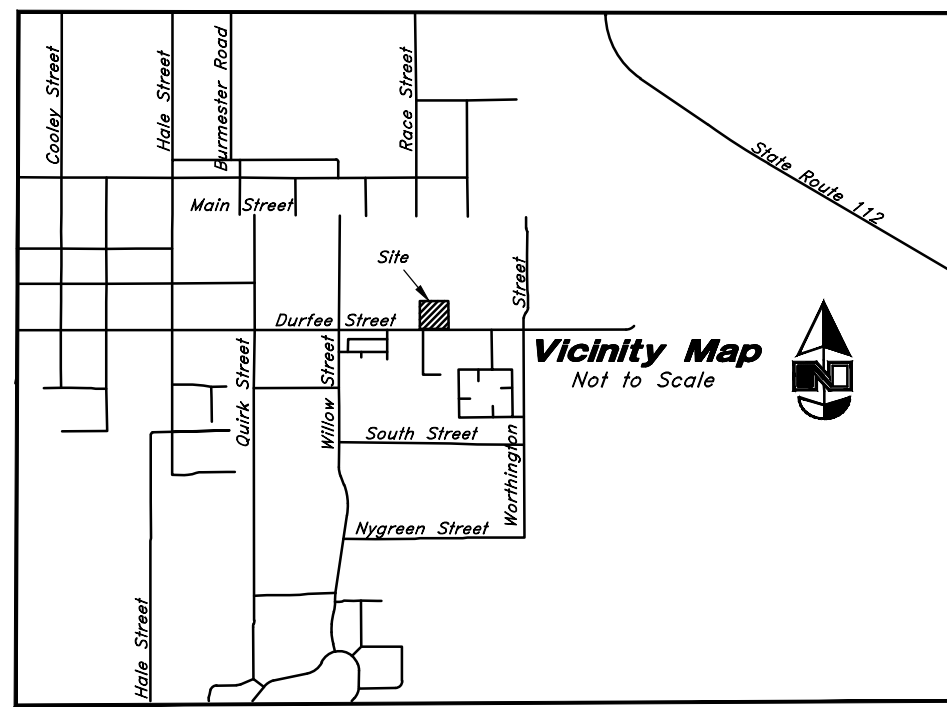 Cooley Street
Hale Street
Burmester Road
Race Street
State Route 112
Main Street
Site
Street
Durfee Street
Vicinity Map
Not to Scale
N
Quirk Street
Willow Street
South Street
Worthington
Nygreen Street
Hale Street